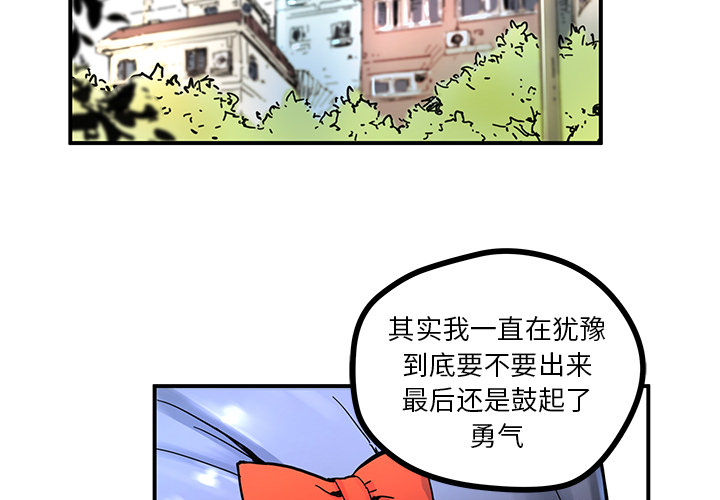 其实我一直在犹豫
到底要不要出来
最后还是鼓起了
勇气